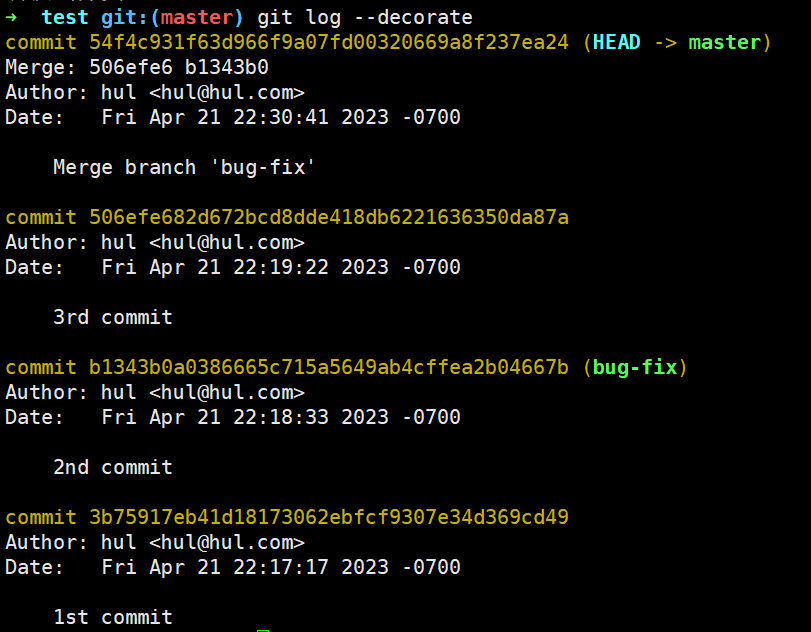 ➜  test git:(master) git log --decorate
commit 54f4c931f63d966f9a07fd00320669a8f237ea24 (HEAD -> master)
Merge: 506efe6 b1343b0
Author: hul <hul@hul.com>
Date:   Fri Apr 21 22:30:41 2023 -0700

    Merge branch 'bug-fix'

commit 506efe682d672bcd8dde418db6221636350da87a
Author: hul <hul@hul.com>
Date:   Fri Apr 21 22:19:22 2023 -0700

    3rd commit

commit b1343b0a0386665c715a5649ab4cffea2b04667b (bug-fix)
Author: hul <hul@hul.com>
Date:   Fri Apr 21 22:18:33 2023 -0700

    2nd commit

commit 3b75917eb41d18173062ebfcf9307e34d369cd49
Author: hul <hul@hul.com>
Date:   Fri Apr 21 22:17:17 2023 -0700

    1st commit